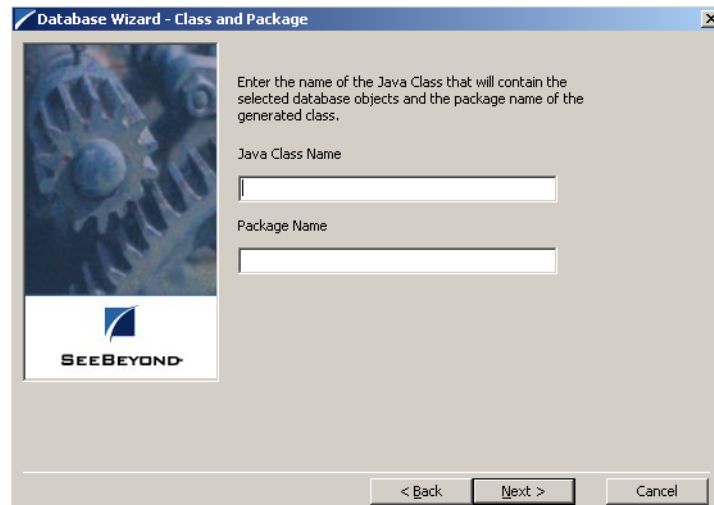 Database Wizard - Class and Package
Enter the name of the Java Class that will contain the
selected database objects and the package name of the
generated class.
Java Class Name
Package Name
SEEBEYOND
< Back
Next >
Cancel